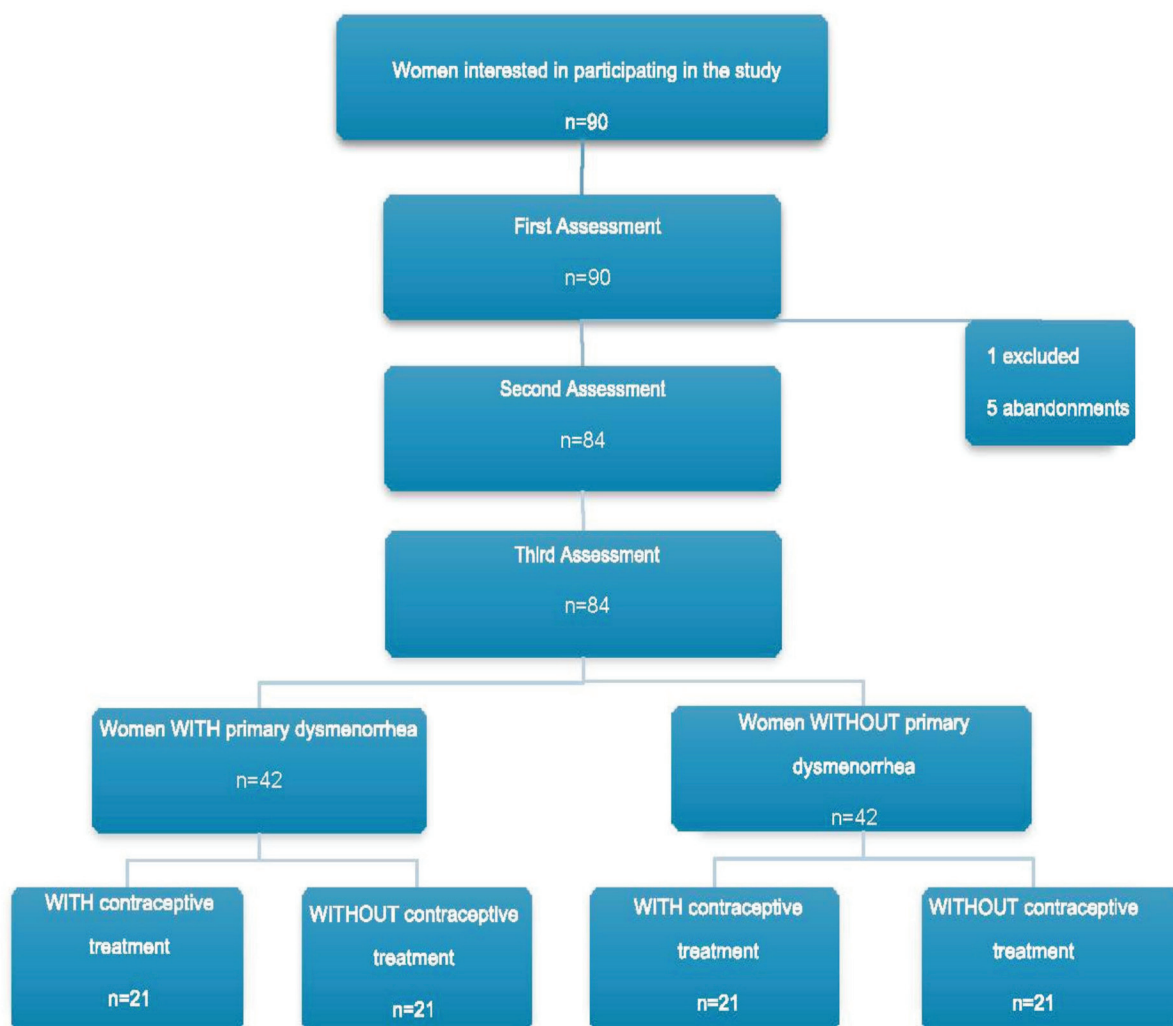 Women interested in participating in the study
n=90
First Assessment
n=90
1 excluded
5 abandonments
Second Assessment
n=84
Third Assessment
n=84
Women WITH primary dysmenorrhea
n=42
Women WITHOUT primary
dysmenorrhea
n=42
WITH contraceptive
treatment
n=21
WITHOUT contraceptive
treatment
n=21
WITH contraceptive
treatment
n=21
WITHOUT contraceptive
treatment
n=21